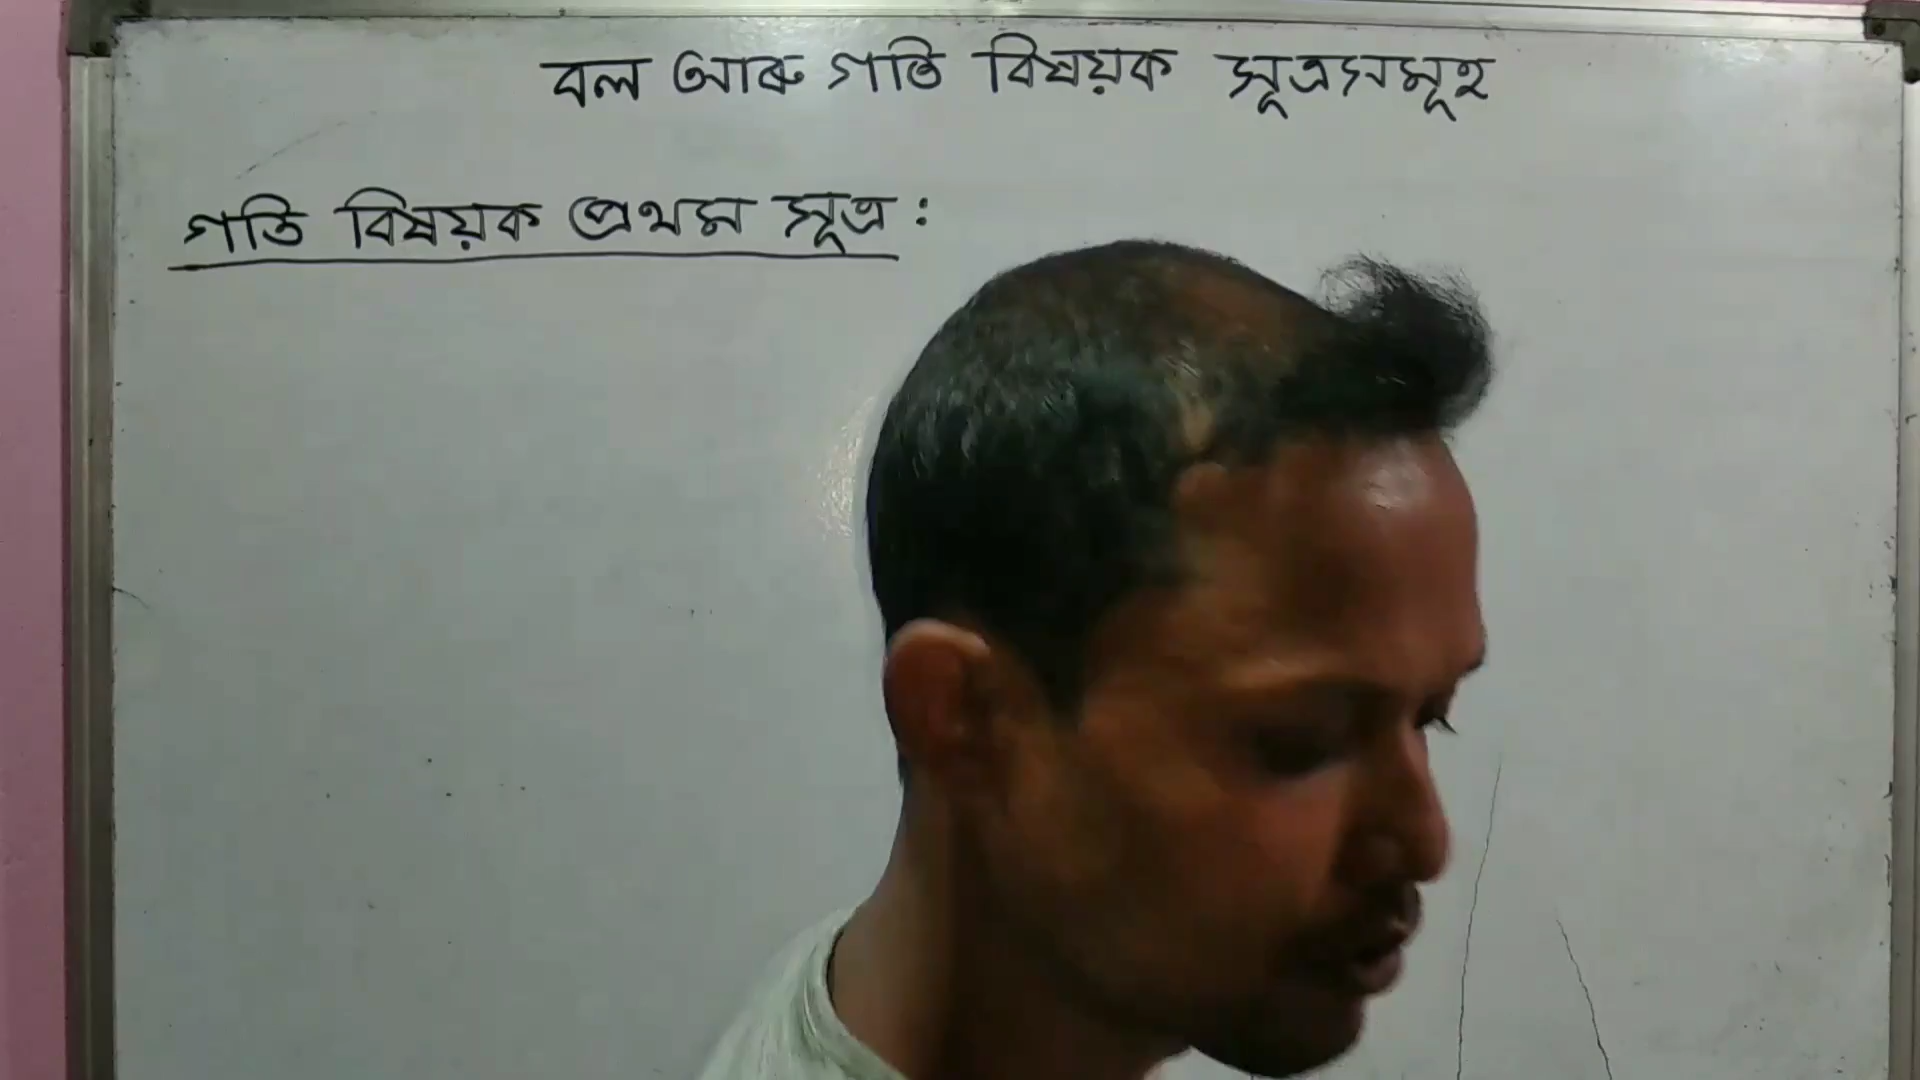 বল আৰু গতি বিষয়ক সূত্ৰসমূহ
গতি বিষয়ক প্ৰথম সূত্ৰ :